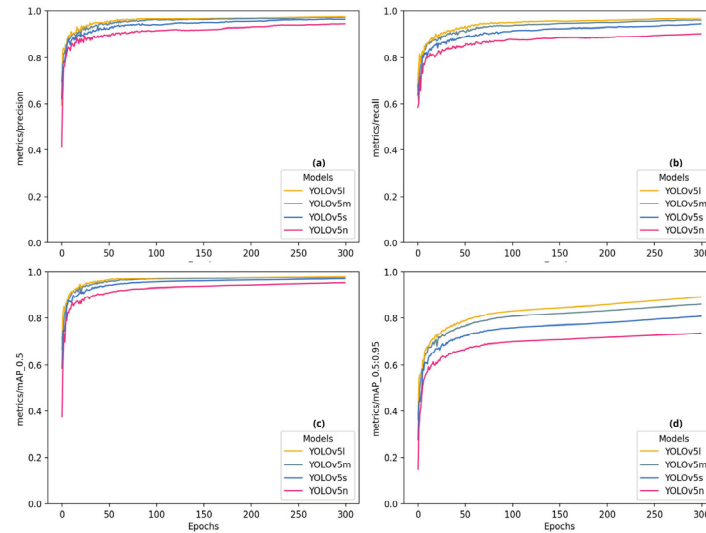 metrics/precision
1.0
0.8
0.6
0.4
0.2
0.0
0 50 100 150 200 250 300
(a)
Models
YOLOv5l
YOLOv5m
YOLOv5s
YOLOv5n
metrics/recall
1.0
0.8
0.6
0.4
0.2
0.0
0 50 100 150 200 250 300
(b)
Models
YOLOv5l
YOLOv5m
YOLOv5s
YOLOv5n
metrics/mAP_0.5
1.0
0.8
0.6
0.4
0.2
0.0
0 50 100 150 200 250 300
Epochs
(c)
Models
YOLOv5l
YOLOv5m
YOLOv5s
YOLOv5n
metrics/mAP_0.5:0.95
1.0
0.8
0.6
0.4
0.2
0.0
0 50 100 150 200 250 300
Epochs
(d)
Models
YOLOv5l
YOLOv5m
YOLOv5s
YOLOv5n